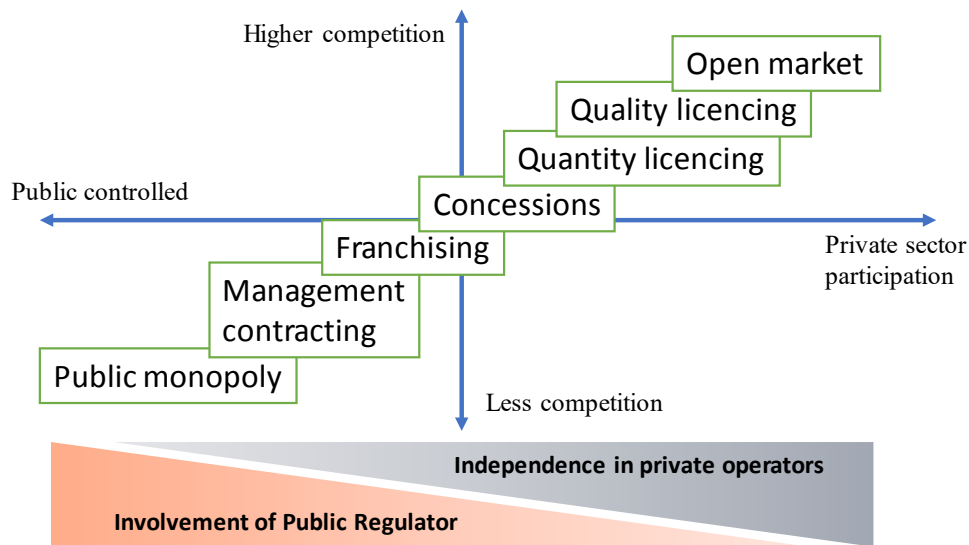 Higher competition
Open market
Quality licencing
Quantity licencing
Public controlled
Concessions
Franchising
Private sector
participation
Management
contracting
Public monopoly
Less competition
Independence in private operators
Involvement of Public Regulator